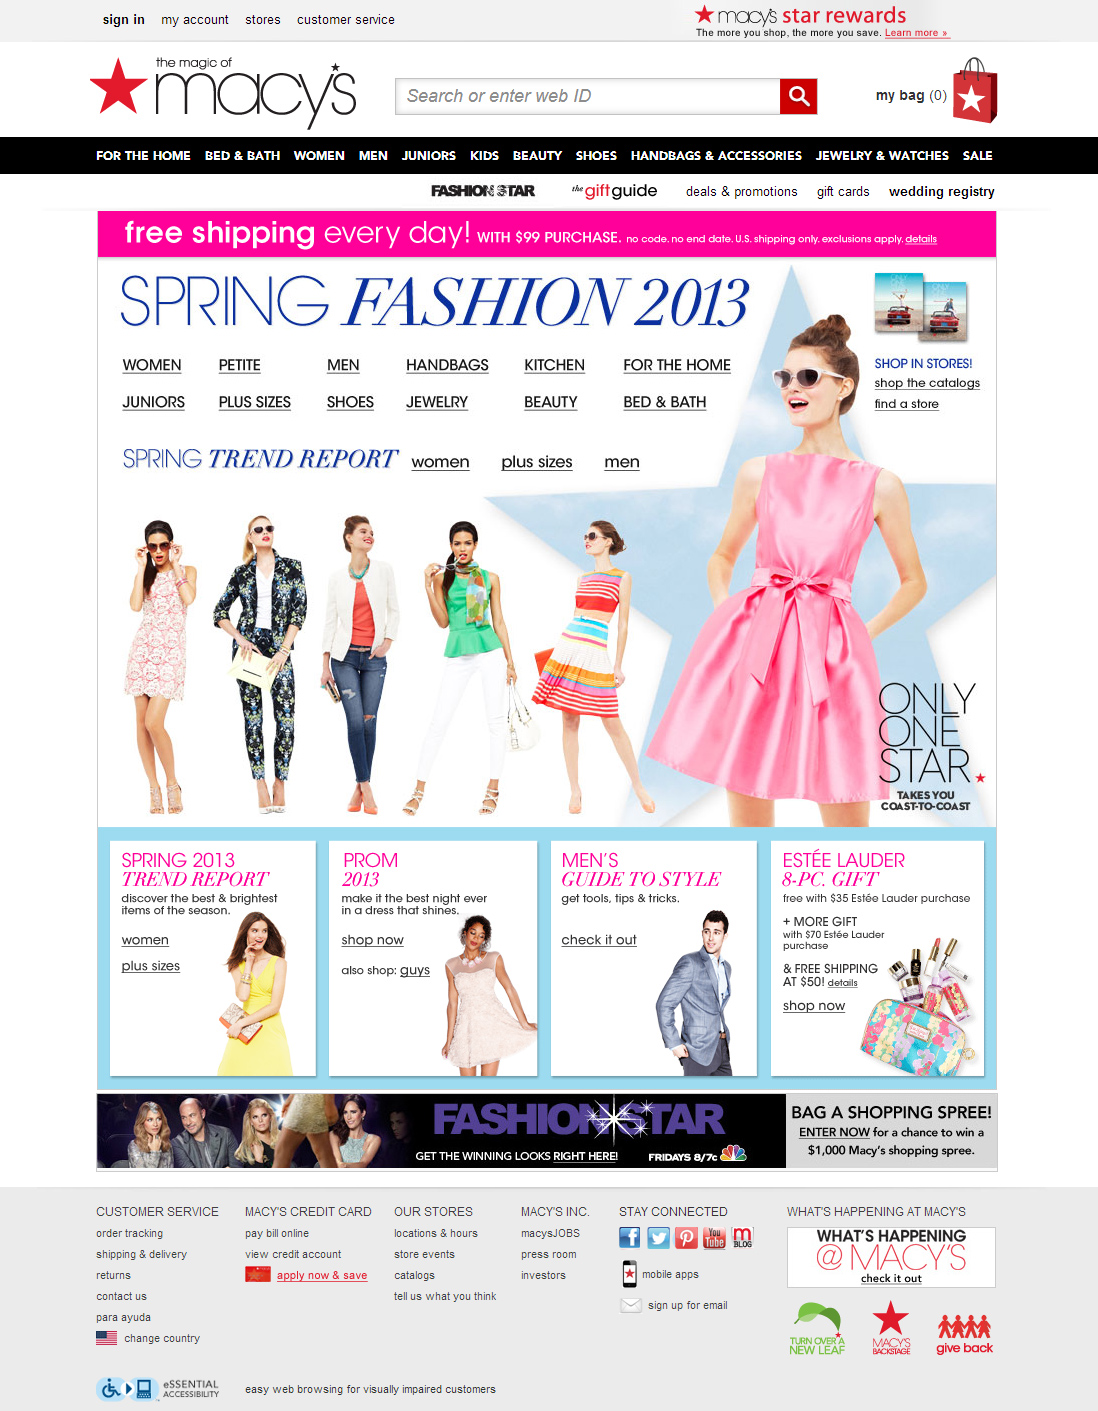 sign in my account stores customer service
macy's star rewards
The more you shop, the more you save. Learn more »
the magic of
macy's
Search or enter web ID
my bag (0)
FOR THE HOME BED & BATH WOMEN MEN JUNIORS KIDS BEAUTY SHOES HANDBAGS & ACCESSORIES JEWELRY & WATCHES SALE
FASHION STAR the gift guide deals & promotions gift cards wedding registry
free shipping every day! WITH $99 PURCHASE. no code. no end date. U.S. shipping only. exclusions apply. details
SPRING FASHION 2013
WOMEN PETITE MEN HANDBAGS KITCHEN FOR THE HOME
JUNIORS PLUS SIZES SHOES JEWELRY BEAUTY BED & BATH
SHOP IN STORES!
shop the catalogs
find a store
SPRING TREND REPORT women plus sizes men
ONLY
ONE
STAR
TAKES YOU
COAST-TO-COAST
SPRING 2013
TREND REPORT
discover the best & brightest
items of the season.
women
plus sizes
PROM
2013
make it the best night ever
in a dress that shines.
shop now
also shop: guys
MEN'S
GUIDE TO STYLE
get tools, tips & tricks.
check it out
ESTÉE LAUDER
8-PC. GIFT
free with $35 Estée Lauder purchase
+ MORE GIFT
with $70 Estée Lauder
purchase
& FREE SHIPPING
AT $50! details
shop now
FASHION STAR
GET THE WINNING LOOKS RIGHT HERE! FRIDAYS 8/7c
BAG A SHOPPING SPREE!
ENTER NOW for a chance to win a
$1,000 Macy's shopping spree.
CUSTOMER SERVICE
order tracking
shipping & delivery
returns
contact us
para ayuda
change country
MACY'S CREDIT CARD
pay bill online
view credit account
apply now & save
OUR STORES
locations & hours
store events
catalogs
tell us what you think
MACY'S INC.
macysJOBS
press room
investors
STAY CONNECTED
You Tube
m BLOG
mobile apps
sign up for email
WHAT'S HAPPENING AT MACY'S
WHAT'S HAPPENING
@MACY'S
check it out
TURN OVER A
NEW LEAF
MACY'S
BACKSTAGE
give back
eSSENTIAL
ACCESSIBILITY
easy web browsing for visually impaired customers